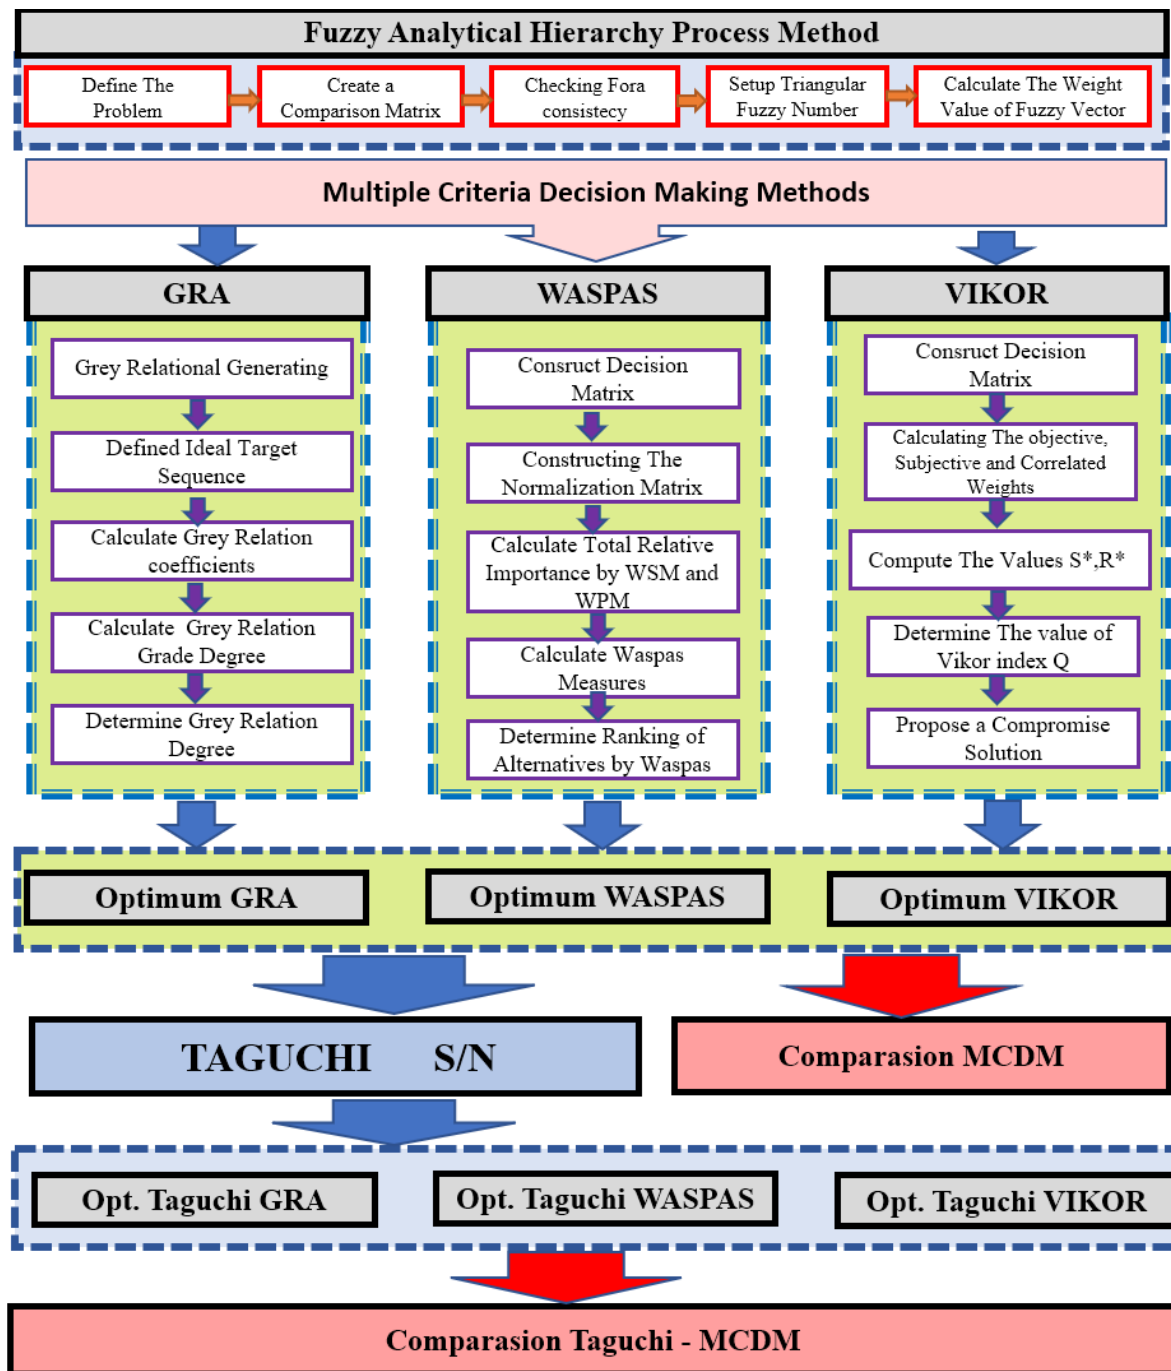 Fuzzy Analytical Hierarchy Process Method
Define The
Problem
Create a
Comparison Matrix
Checking Fora
consistecy
Setup Triangular
Fuzzy Number
Calculate The Weight
Value of Fuzzy Vector
Multiple Criteria Decision Making Methods
GRA
Grey Relational Generating
Defined Ideal Target
Sequence
Calculate Grey Relation
coefficients
Calculate Grey Relation
Grade Degree
Determine Grey Relation
Degree
WASPAS
Consruct Decision
Matrix
Constructing The
Normalization Matrix
Calculate Total Relative
Importance by WSM and
WPM
Calculate Waspas
Measures
Determine Ranking of
Alternatives by Waspas
VIKOR
Consruct Decision
Matrix
Calculating The objective,
Subjective and Correlated
Weights
Compute The Values S*,R*
Determine The value of
Vikor index Q
Propose a Compromise
Solution
Optimum GRA
Optimum WASPAS
Optimum VIKOR
TAGUCHI S/N
Comparasion MCDM
Opt. Taguchi GRA
Opt. Taguchi WASPAS
Opt. Taguchi VIKOR
Comparasion Taguchi - MCDM